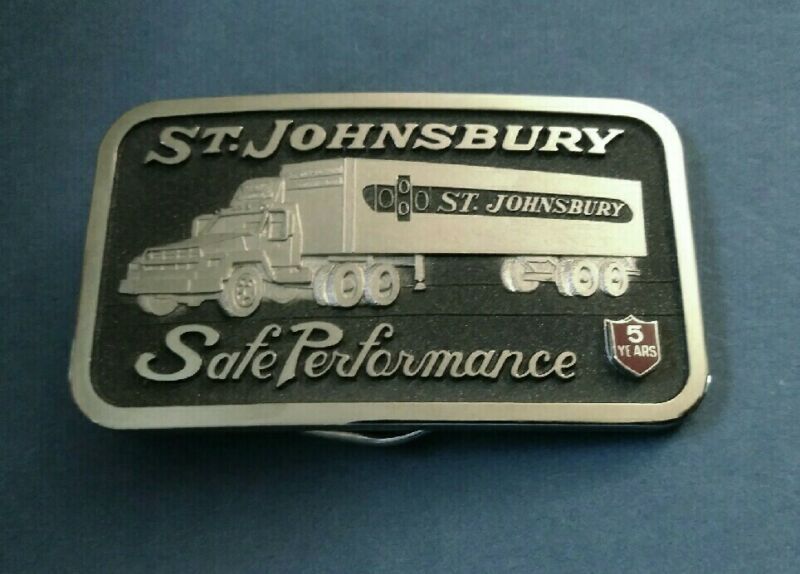 ST. JOHNSBURY
ST. JOHNSBURY
Safe Performance
5
YEARS